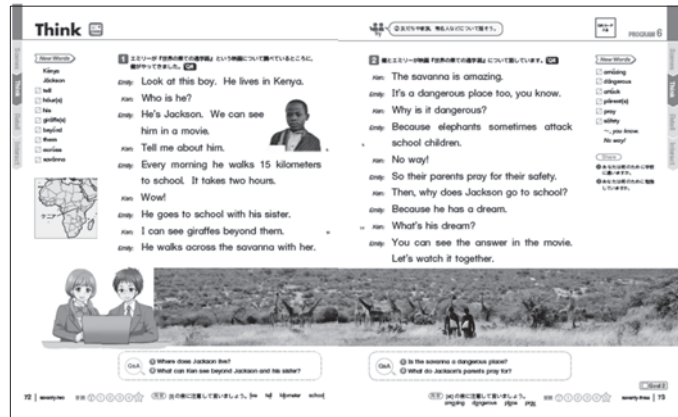 Think
New Words
Kenya
Jackson
tell
hour(s)
his
giraffe(s)
beyond
them
across
savanna
ケニア
1 エミリーが『世界の果ての通学路』という映画について調べているところに,
健がやってきました。
Emily: Look at this boy. He lives in Kenya.
Ken: Who is he?
Emily: He's Jackson. We can see
him in a movie.
Ken: Tell me about him.
Emily: Every morning he walks 15 kilometers
to school. It takes two hours.
Ken: Wow!
Emily: He goes to school with his sister.
Ken: I can see giraffes beyond them.
Emily: He walks across the savanna with her.
Q&A
Where does Jackson live?
What can Ken see beyond Jackson and his sister?
72 seventy-two
PROGRAM 6
2 健とエミリーが映画『世界の果ての通学路』について話しています。
Ken: The savanna is amazing.
Emily: It's a dangerous place too, you know.
Ken: Why is it dangerous?
Emily: Because elephants sometimes attack
school children.
Ken: No way!
Emily: So their parents pray for their safety.
Ken: Then, why does Jackson go to school?
Emily: Because he has a dream.
Ken: What's his dream?
Emily: You can see the answer in the movie.
Let's watch it together.
New Words
amazing
dangerous
attack
parent(s)
pray
safety
~, you know.
No way!
Share
Q&A
Is the savanna a dangerous place?
What do Jackson's parents pray for?
seventy-three 73
Science
Think
Retell
Interact